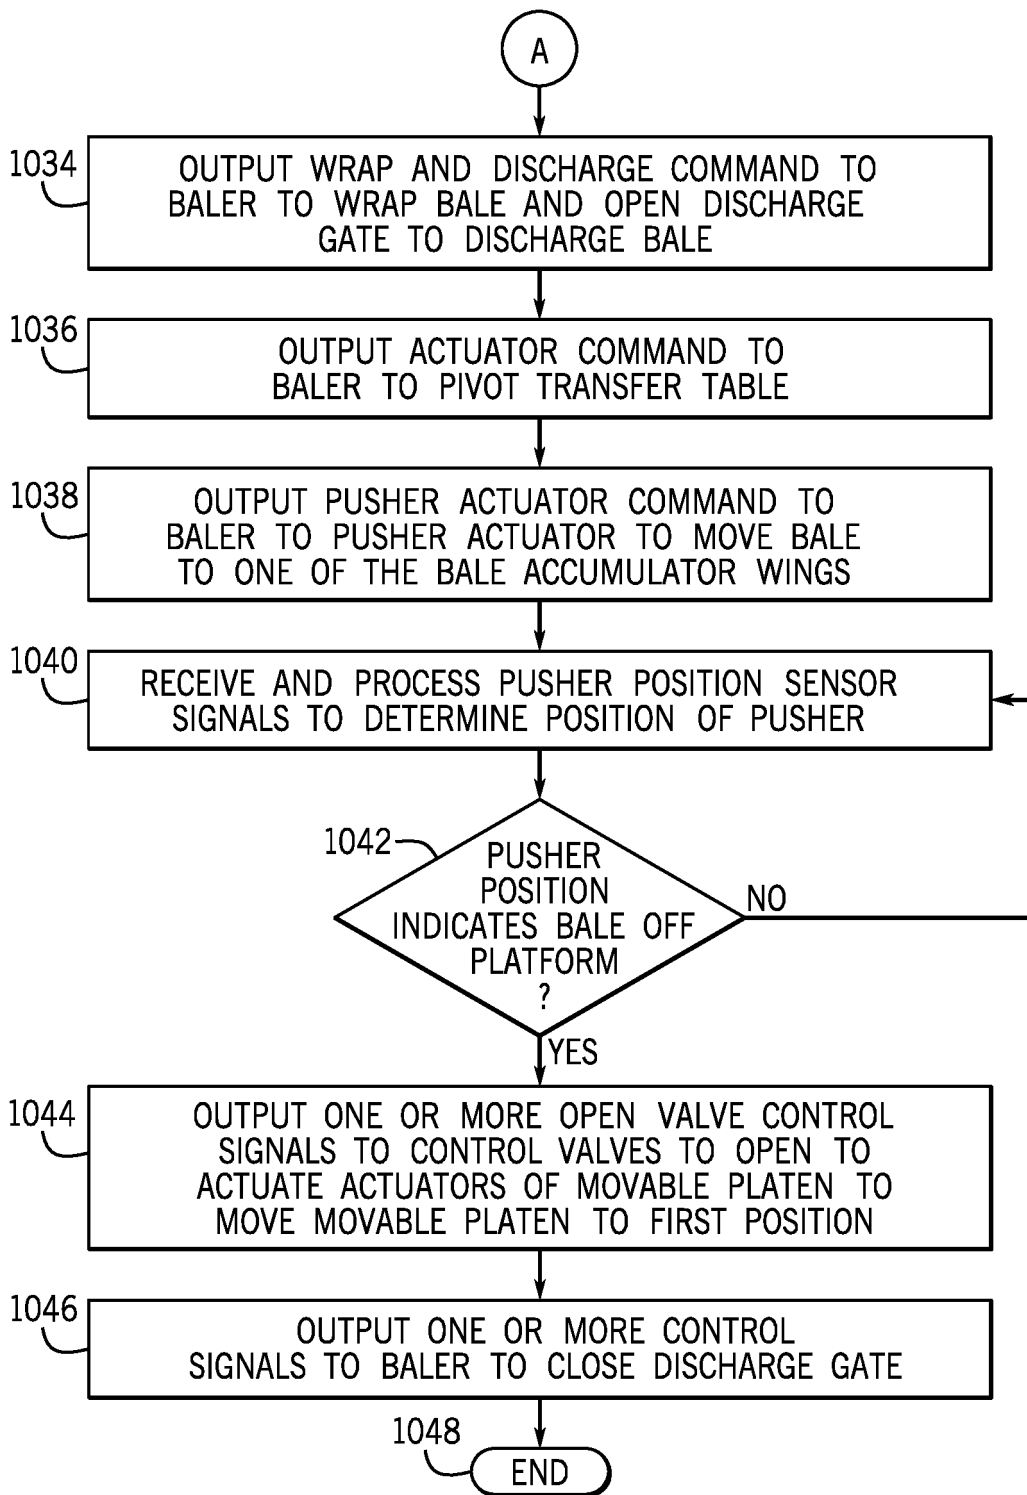 A
1034
OUTPUT WRAP AND DISCHARGE COMMAND TO
BALER TO WRAP BALE AND OPEN DISCHARGE
GATE TO DISCHARGE BALE
1036
OUTPUT ACTUATOR COMMAND TO
BALER TO PIVOT TRANSFER TABLE
1038
OUTPUT PUSHER ACTUATOR COMMAND TO
BALER TO PUSHER ACTUATOR TO MOVE BALE
TO ONE OF THE BALE ACCUMULATOR WINGS
1040
RECEIVE AND PROCESS PUSHER POSITION SENSOR
SIGNALS TO DETERMINE POSITION OF PUSHER
1042
PUSHER
POSITION
INDICATES BALE OFF
PLATFORM
?
NO
YES
1044
OUTPUT ONE OR MORE OPEN VALVE CONTROL
SIGNALS TO CONTROL VALVES TO OPEN TO
ACTUATE ACTUATORS OF MOVABLE PLATEN TO
MOVE MOVABLE PLATEN TO FIRST POSITION
1046
OUTPUT ONE OR MORE CONTROL
SIGNALS TO BALER TO CLOSE DISCHARGE GATE
1048
END